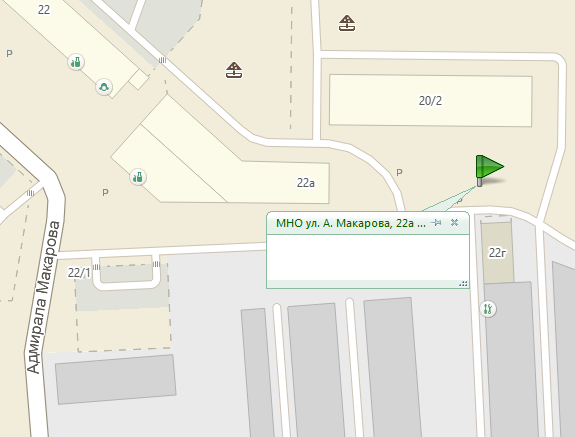 22
P
20/2
22а
P
P
P
МНО ул. А. Макарова, 22а ...
22г
22/1
Адмирала Макарова